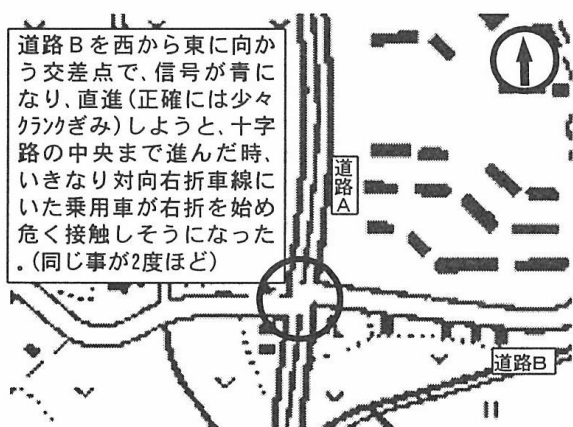 道路Bを西から東に向か
う交差点で、信号が青に
なり、直進（正確には少々
クランクぎみ）しようと、十字
路の中央まで進んだ時、
いきなり対向右折車線に
いた乗用車が右折を始め
危く接触しそうになった
。（同じ事が2度ほど）
道路A
道路B